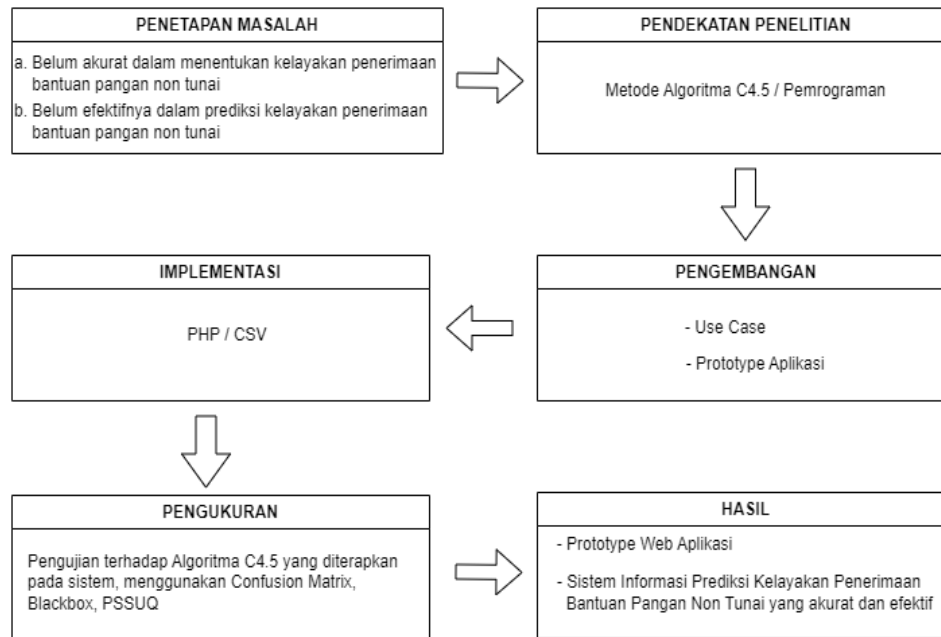 PENETAPAN MASALAH
a. Belum akurat dalam menentukan kelayakan penerimaan
bantuan pangan non tunai
b. Belum efektifnya dalam prediksi kelayakan penerimaan
bantuan pangan non tunai
PENDEKATAN PENELITIAN
Metode Algoritma C4.5 / Pemrograman
PENGEMBANGAN
- Use Case
- Prototype Aplikasi
IMPLEMENTASI
PHP / CSV
PENGUKURAN
Pengujian terhadap Algoritma C4.5 yang diterapkan
pada sistem, menggunakan Confusion Matrix,
Blackbox, PSSUQ
HASIL
- Prototype Web Aplikasi
- Sistem Informasi Prediksi Kelayakan Penerimaan
Bantuan Pangan Non Tunai yang akurat dan efektif